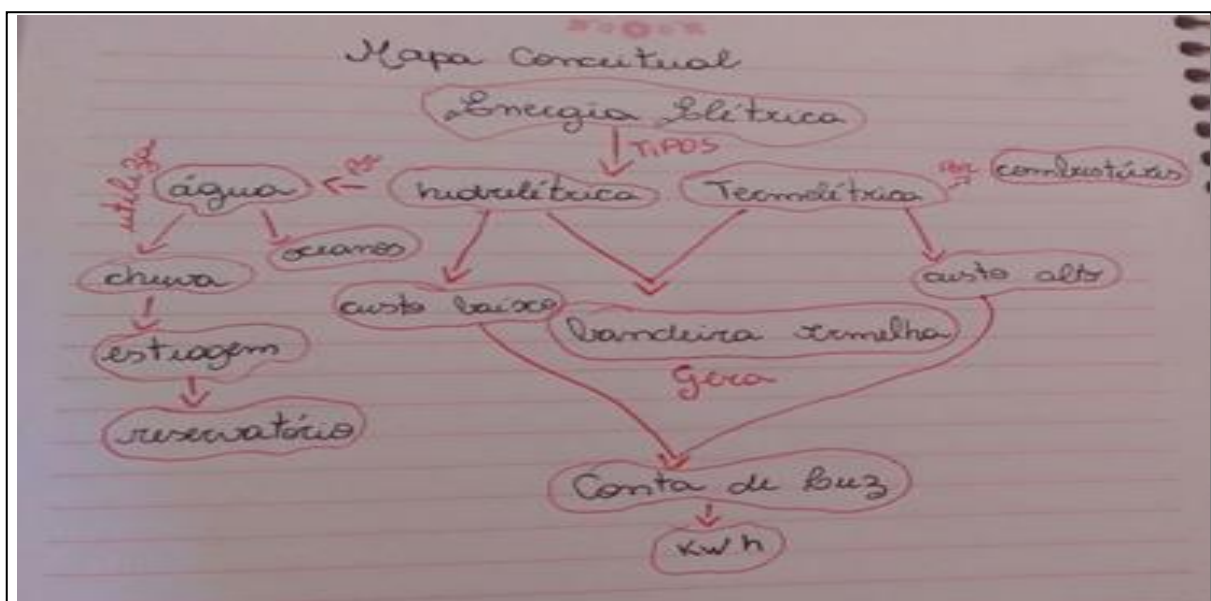 Mapa Conceitual
Energia Elétrica
TIPOS
utiliza
água
hidrelétrica
Termelétrica
combustíveis
oceanos
chuva
custo baixo
custo alto
bandeira vermelha
estiagem
Gera
reservatório
Conta de luz
Kwh